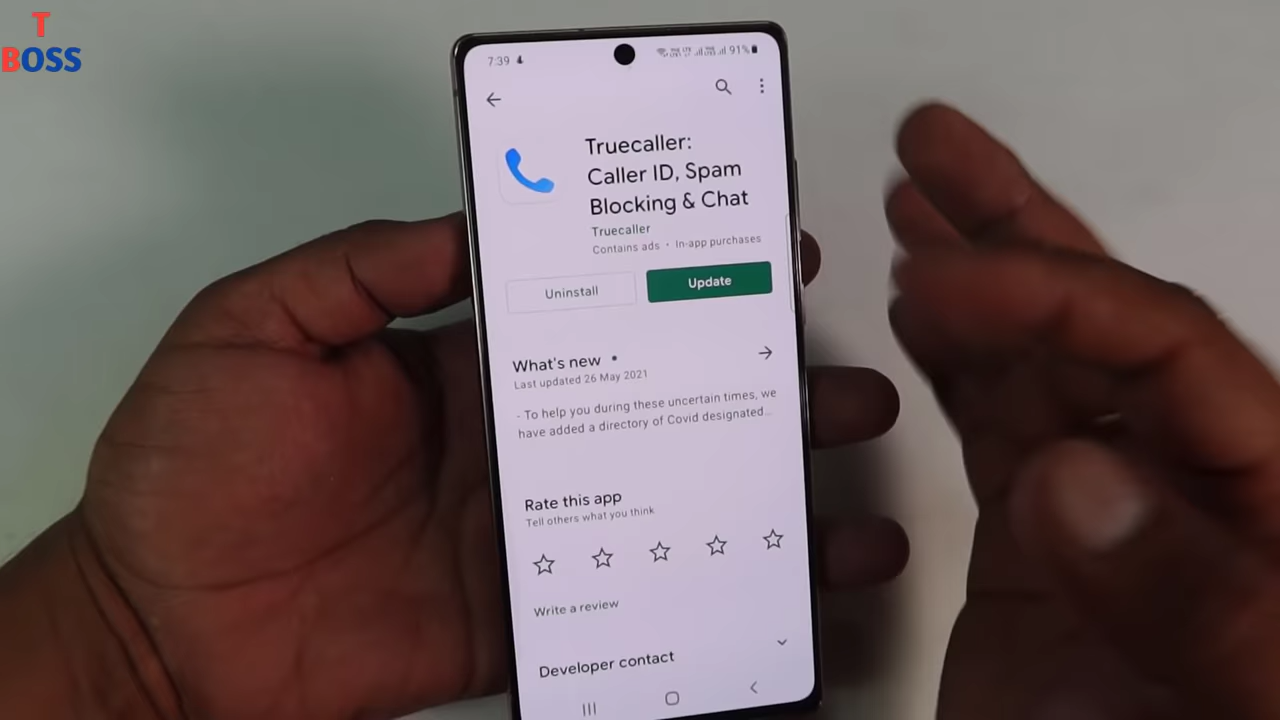 T
BOSS
7:39
91%
Truecaller:
Caller ID, Spam
Blocking & Chat
Truecaller
Contains ads • In-app purchases
Uninstall
Update
What's new •
Last updated 26 May 2021
- To help you during these uncertain times, we
have added a directory of Covid designated...
Rate this app
Tell others what you think
Write a review
Developer contact